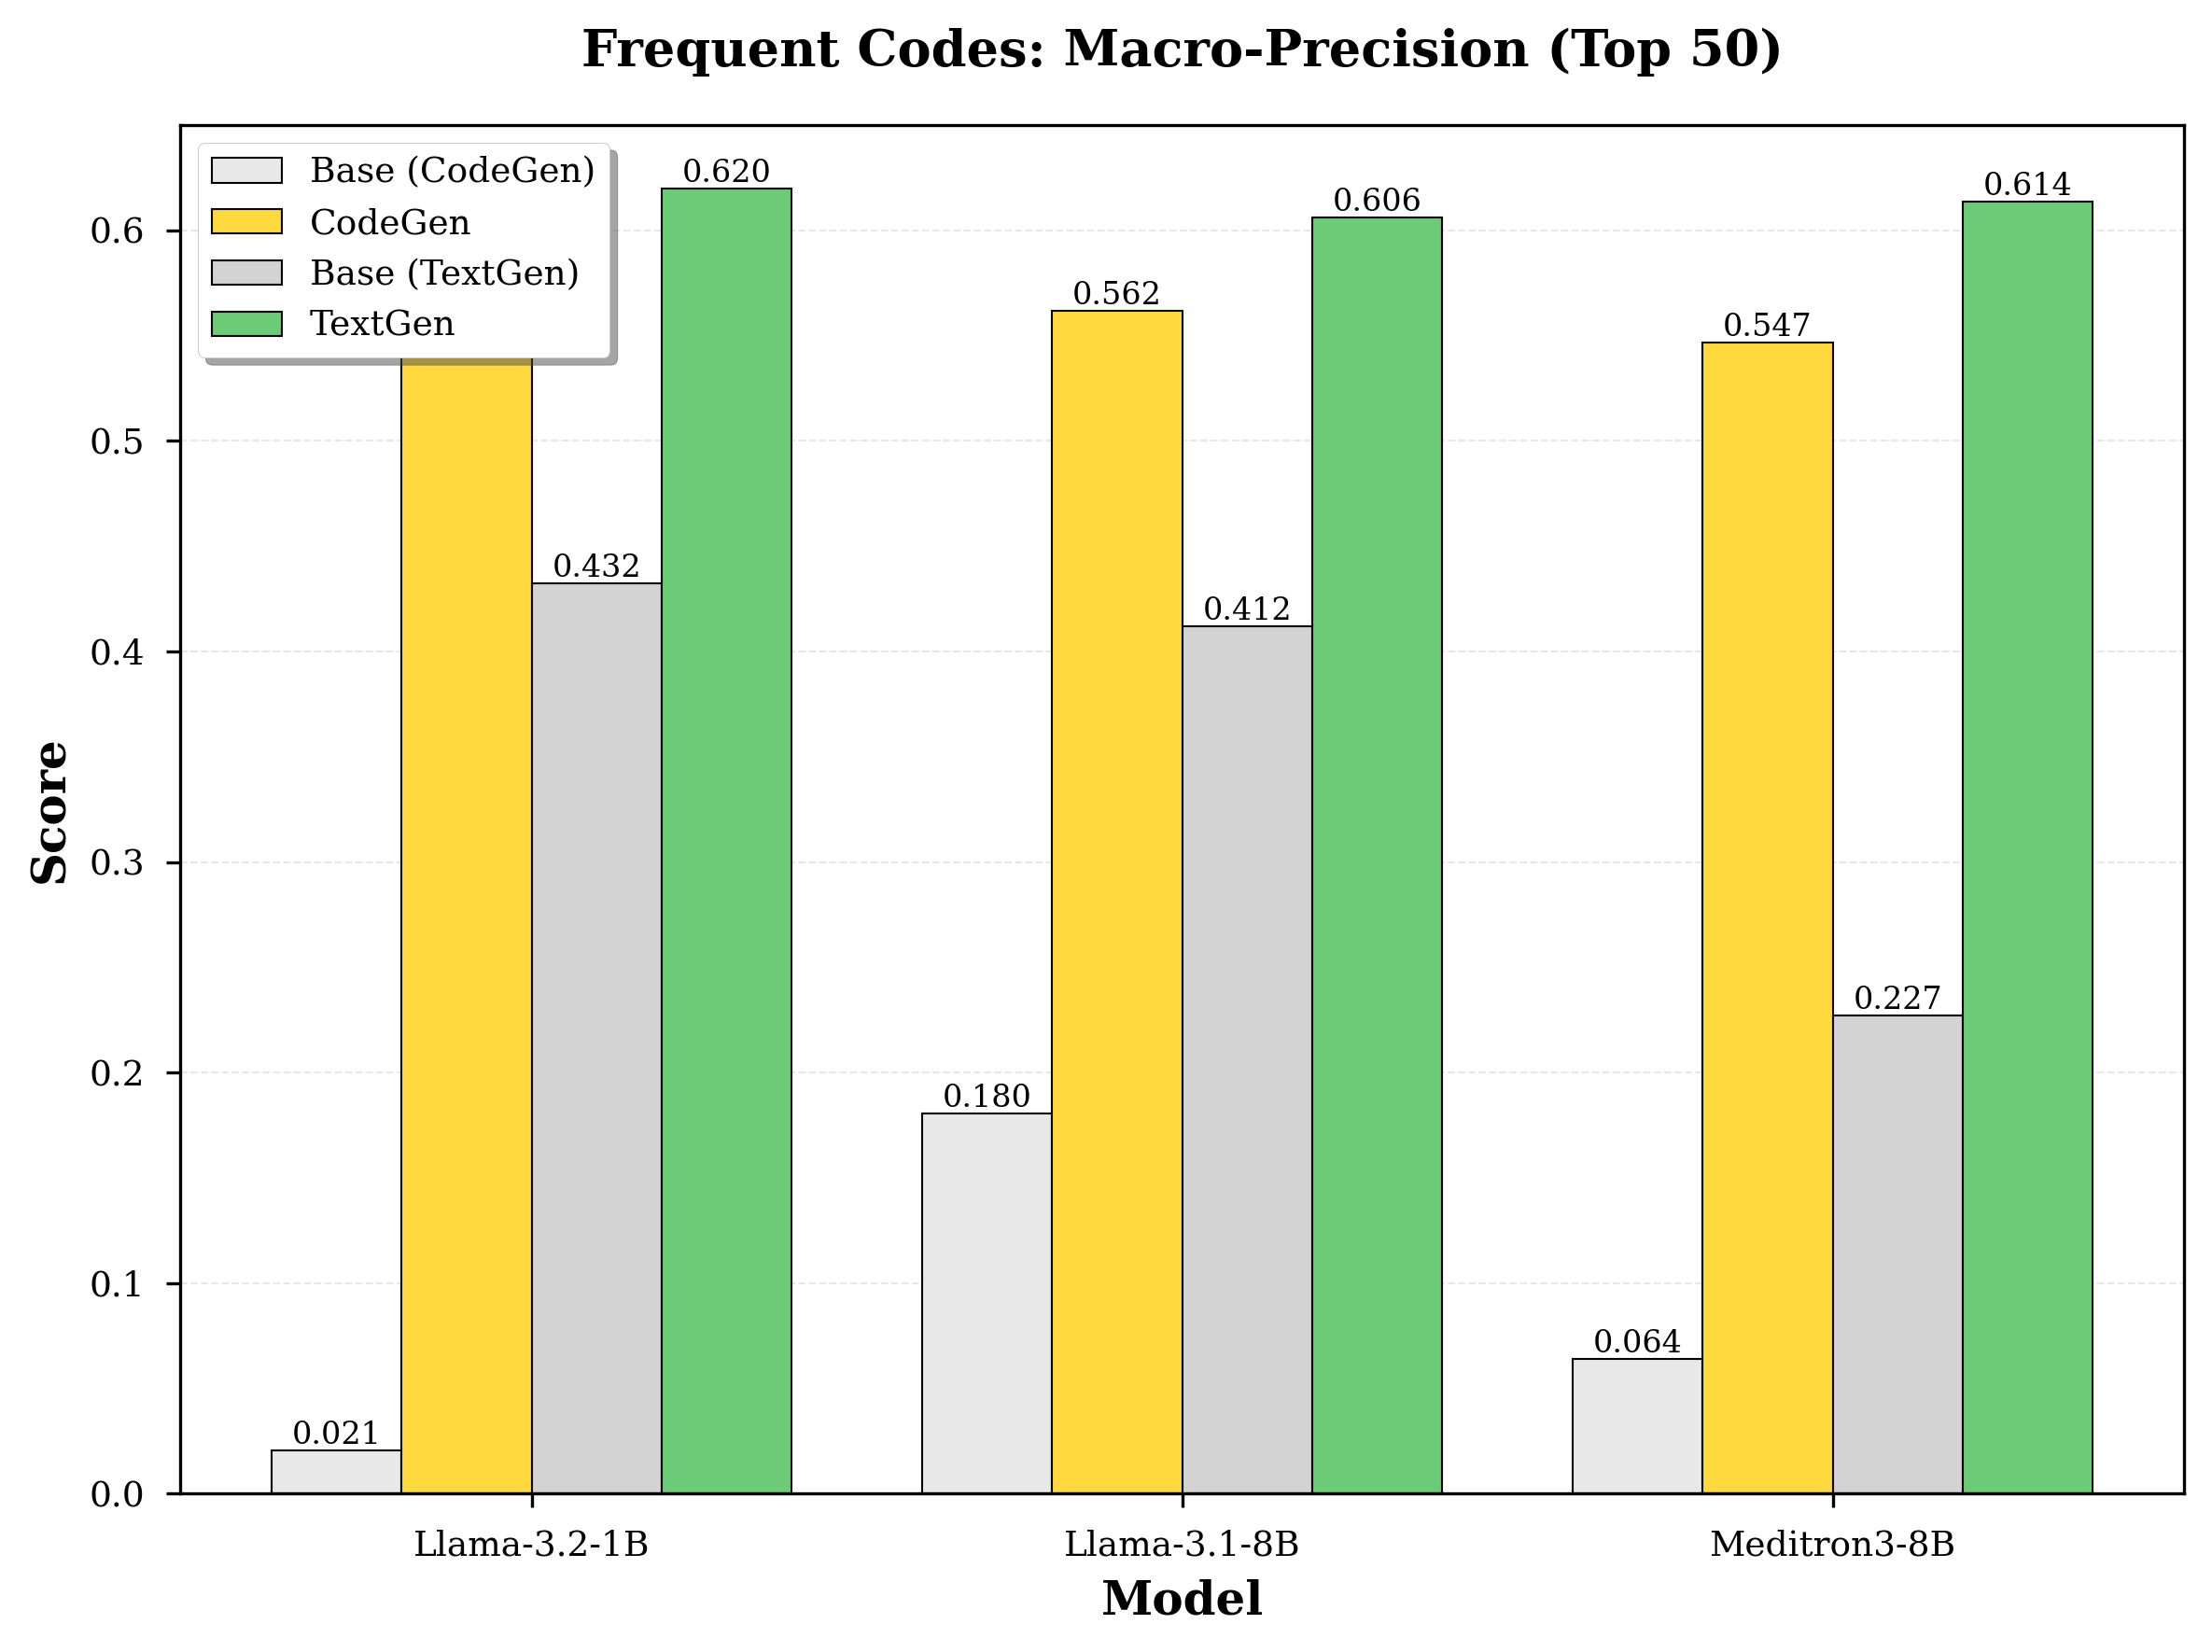 Frequent Codes: Macro-Precision (Top 50)
Base (CodeGen)
CodeGen
Base (TextGen)
TextGen
0.620
0.606
0.614
0.562
0.547
0.432
0.412
0.227
0.180
0.064
0.021
0.6
0.5
0.4
0.3
0.2
0.1
0.0
Score
Llama-3.2-1B
Llama-3.1-8B
Meditron3-8B
Model